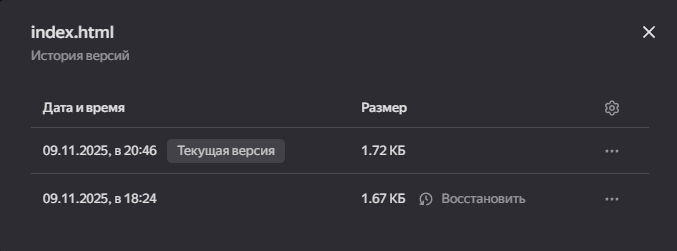 index.html
История версий
Дата и время Размер
09.11.2025, в 20:46 Текущая версия 1.72 КБ
09.11.2025, в 18:24 1.67 КБ Восстановить